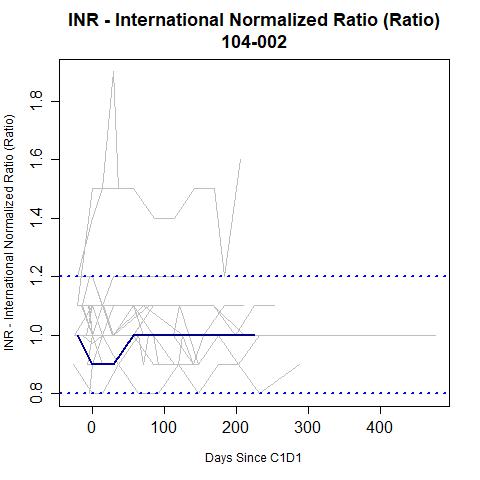 INR - International Normalized Ratio (Ratio)
104-002
INR - International Normalized Ratio (Ratio)
1.8
1.6
1.4
1.2
1.0
0.8
0 100 200 300 400
Days Since C1D1